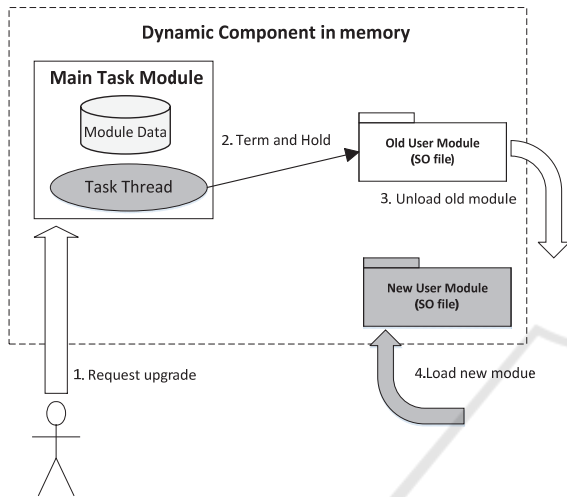 Dynamic Component in memory
Main Task Module
Module Data
Task Thread
2. Term and Hold
Old User Module
(SO file)
3. Unload old module
New User Module
(SO file)
1. Request upgrade
4.Load new modue